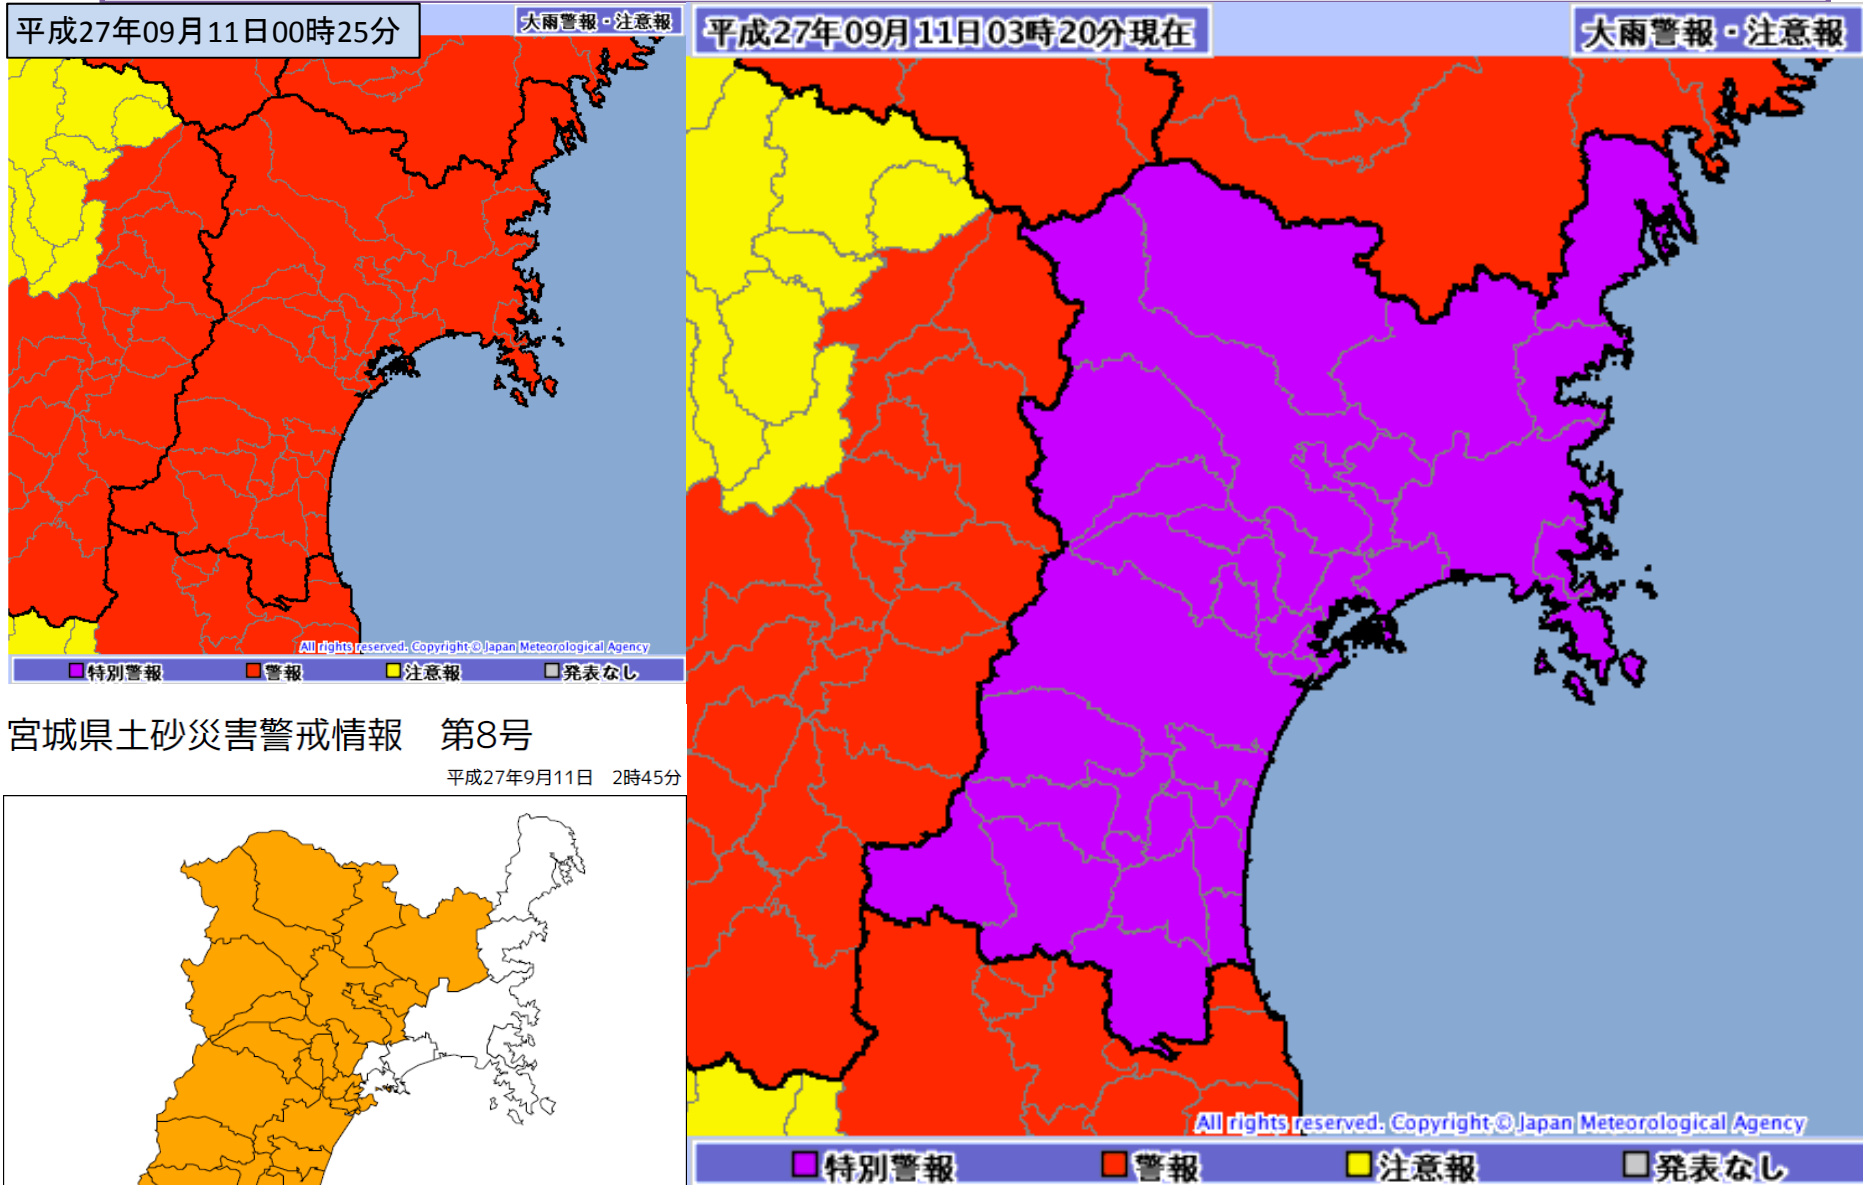 平成27年09月11日00時25分
大雨警報・注意報
All rights reserved. Copyright © Japan Meteorological Agency
特別警報 警報 注意報 発表なし
宮城県土砂災害警戒情報 第8号
平成27年9月11日 2時45分
平成27年09月11日03時20分現在
大雨警報・注意報
All rights reserved. Copyright © Japan Meteorological Agency
特別警報 警報 注意報 発表なし